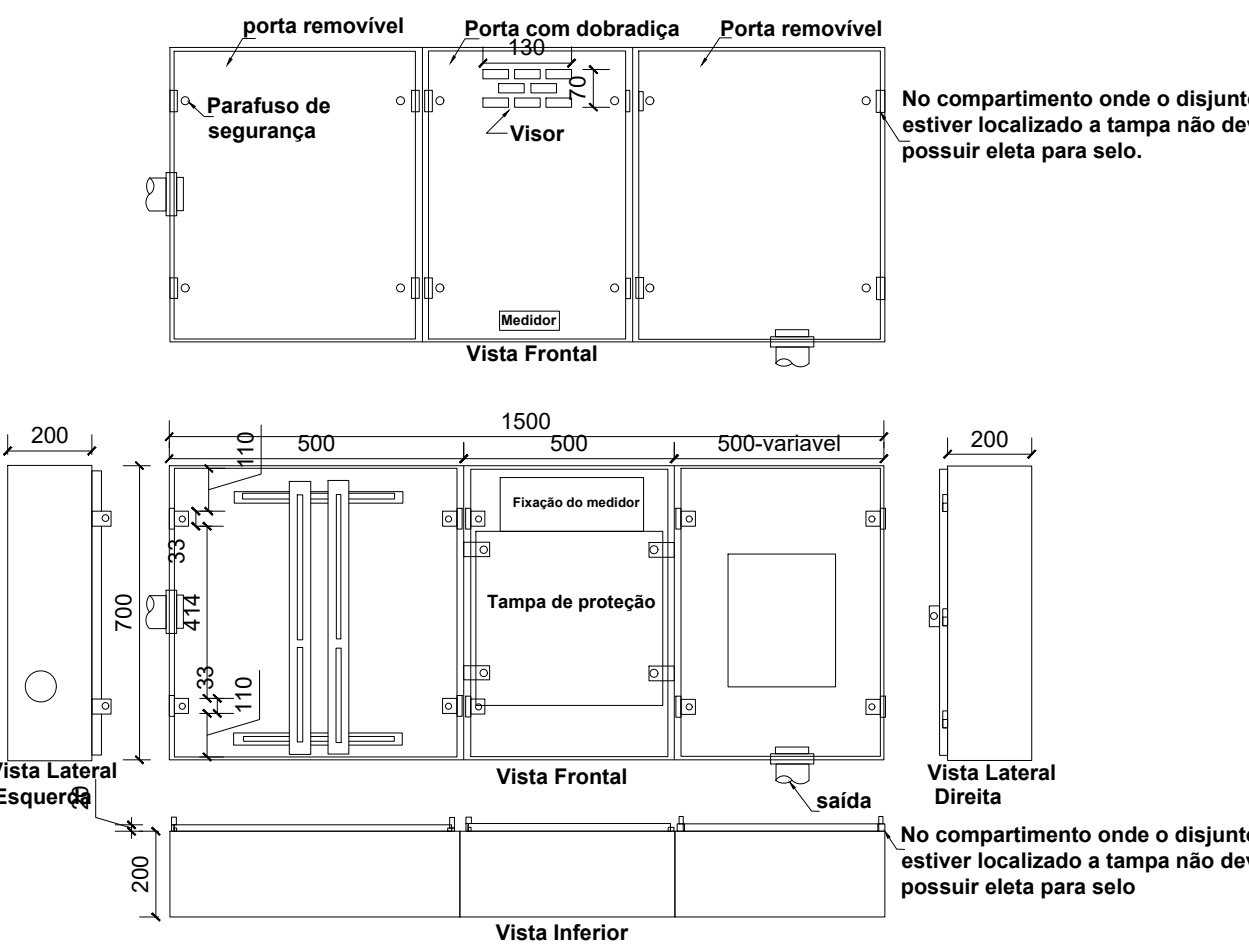 porta removível
Porta com dobradiça
Porta removível
130
70
Parafuso de
segurança
Visor
No compartimento onde o disjunto
estiver localizado a tampa não dev
possuir eleta para selo.
Medidor
Vista Frontal
1500
200
500
500
500-variavel
200
110
Fixação do medidor
33
Tampa de proteção
700
414
33
110
Vista Lateral
Esquerda
Vista Frontal
saída
Vista Lateral
Direita
20
No compartimento onde o disjunto
estiver localizado a tampa não dev
possuir eleta para selo
200
Vista Inferior